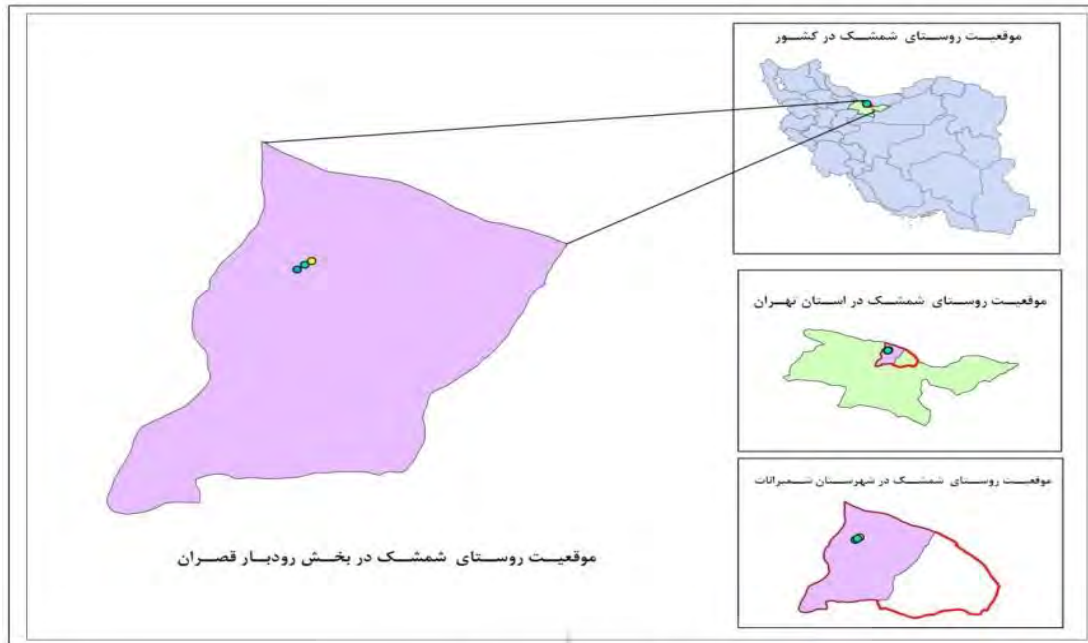 موقعیت روستای شمشک در کشور
موقعیت روستای شمشک در استان تهران
موقعیت روستای شمشک در شهرستان شمیرانات
موقعیت روستای شمشک در بخش رودبار قصران